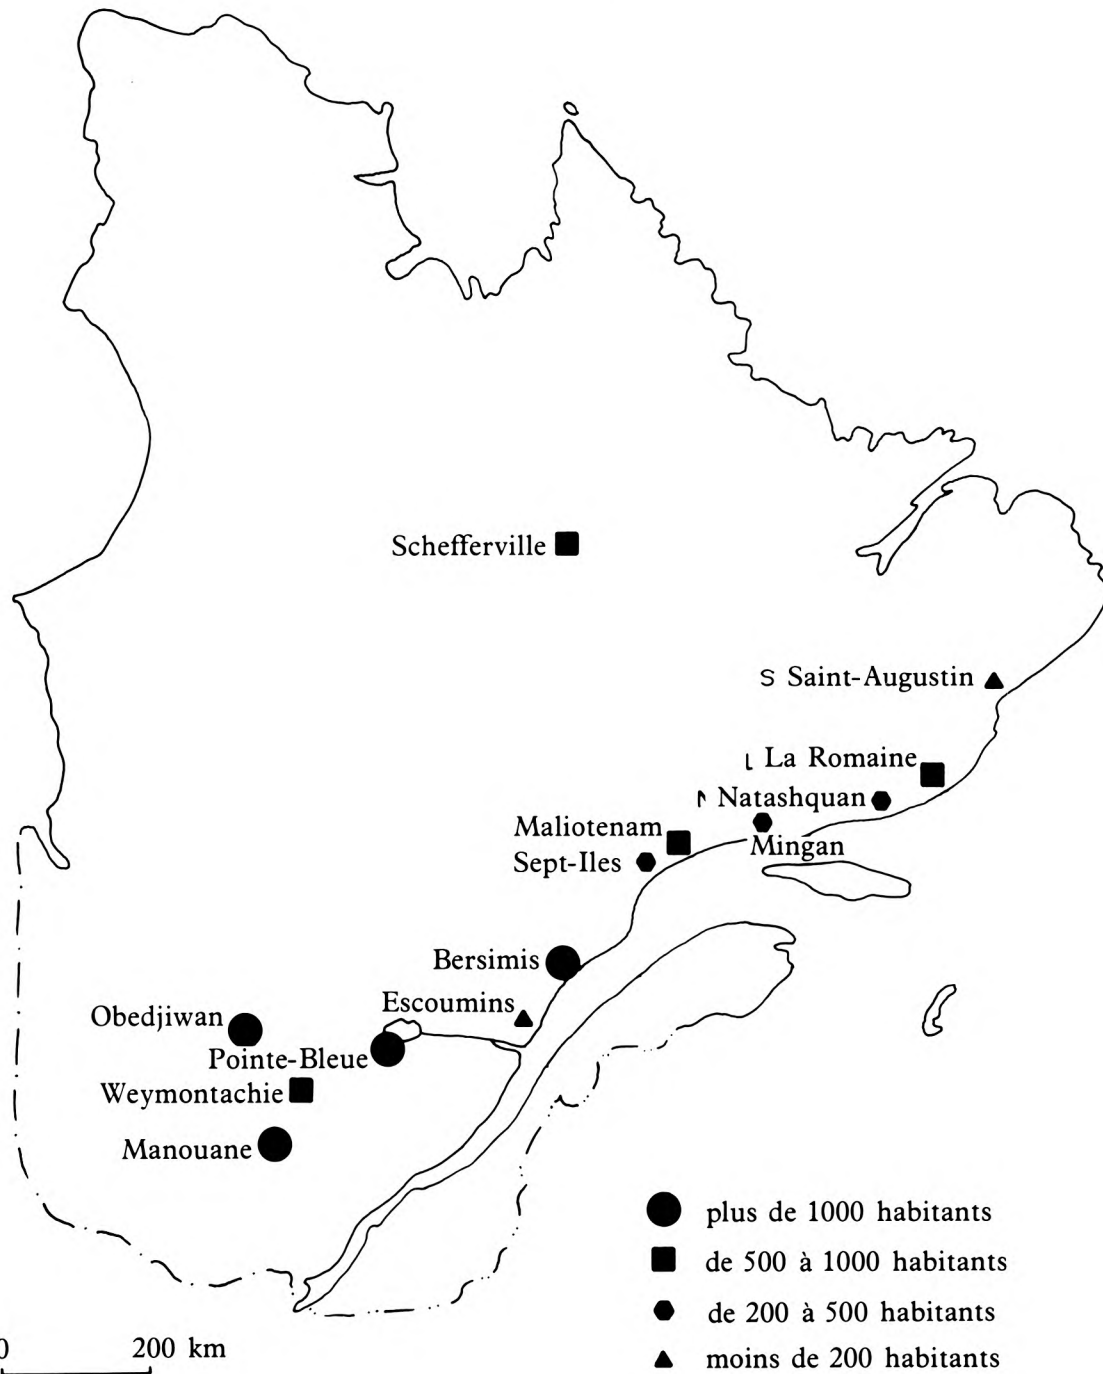 Schefferville
S Saint-Augustin
L La Romaine
Natashquan
Maliotenam
Mingan
Sept-Iles
Bersimis
Escoumins
Obedjiwan
Pointe-Bleue
Weymontachie
Manouane
plus de 1000 habitants
de 500 à 1000 habitants
de 200 à 500 habitants
moins de 200 habitants
0 200 km